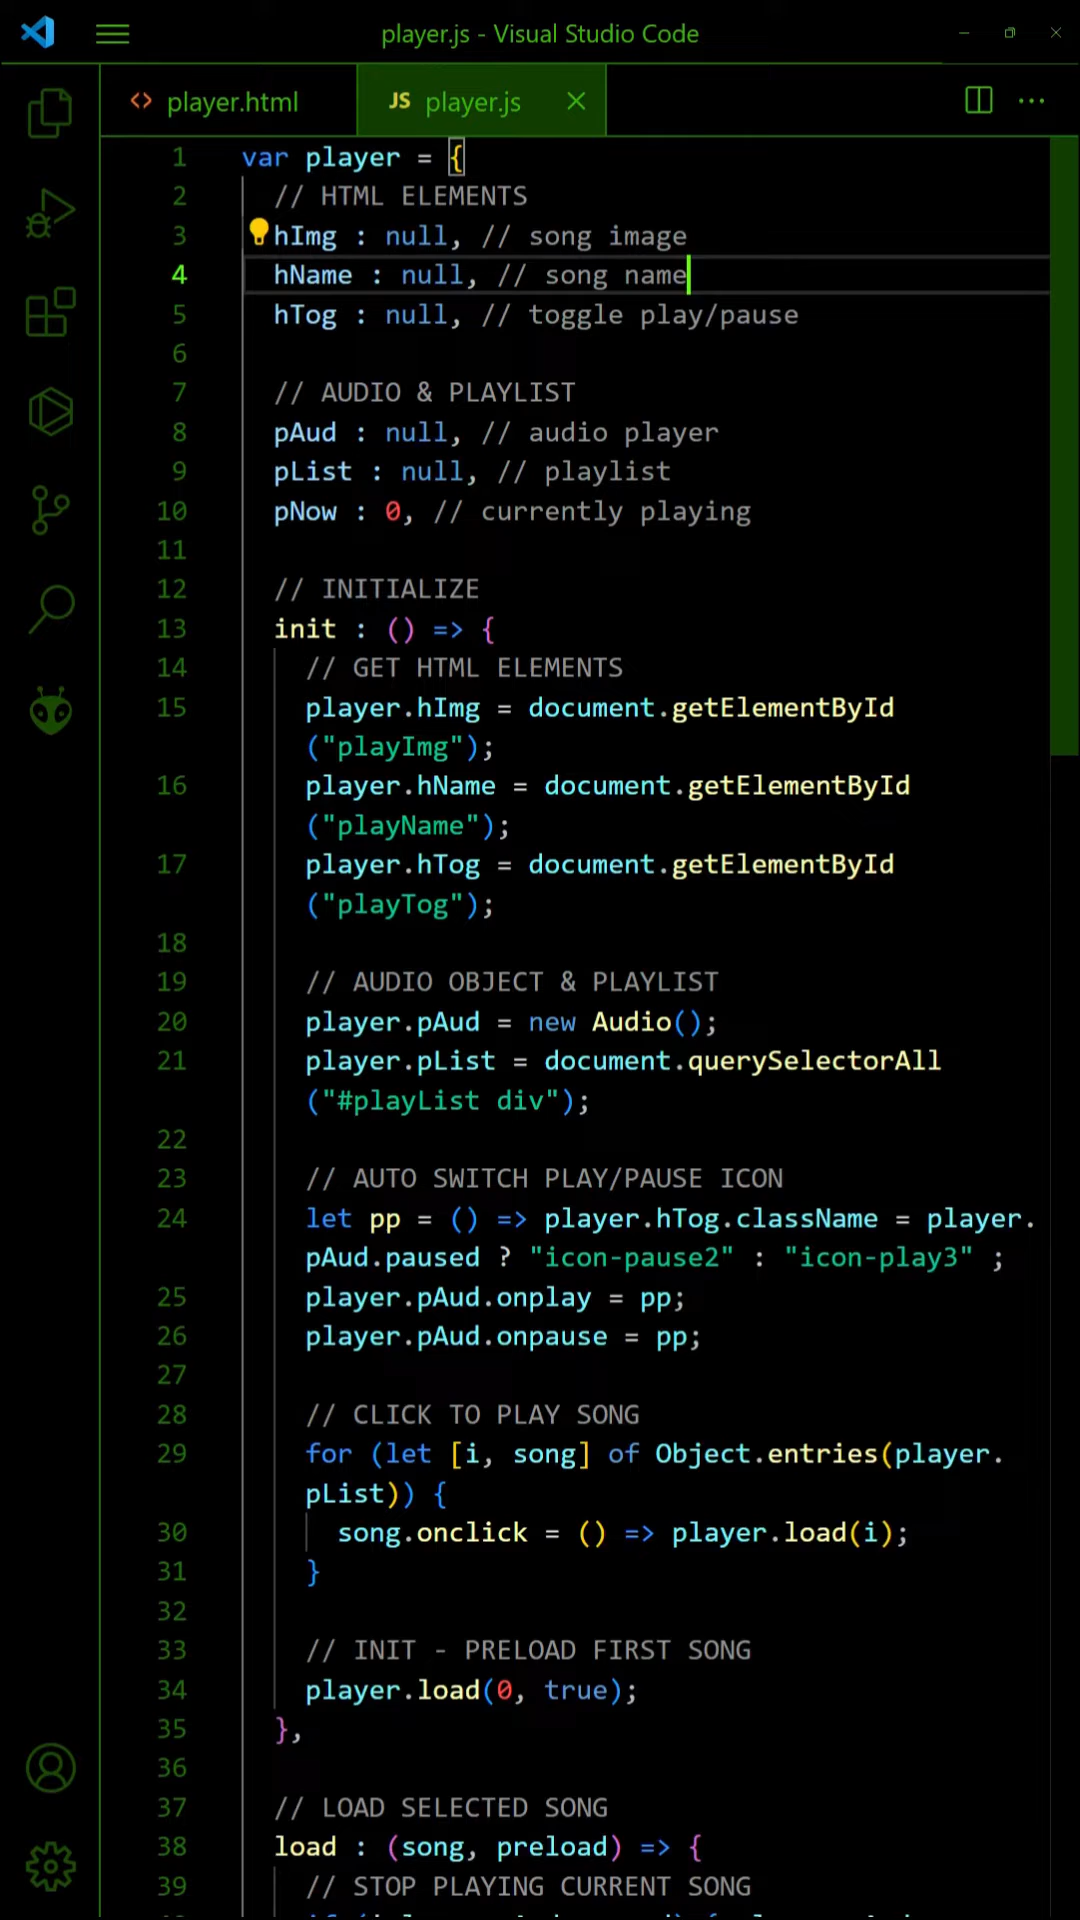 player.js - Visual Studio Code
player.html
JS player.js
1 var player = {
2 // HTML ELEMENTS
3 hImg : null, // song image
4 hName : null, // song name
5 hTog : null, // toggle play/pause
6
7 // AUDIO & PLAYLIST
8 pAud : null, // audio player
9 pList : null, // playlist
10 pNow : 0, // currently playing
11
12 // INITIALIZE
13 init : () => {
14 // GET HTML ELEMENTS
15 player.hImg = document.getElementById
("playImg");
16 player.hName = document.getElementById
("playName");
17 player.hTog = document.getElementById
("playTog");
18
19 // AUDIO OBJECT & PLAYLIST
20 player.pAud = new Audio();
21 player.pList = document.querySelectorAll
("#playList div");
22
23 // AUTO SWITCH PLAY/PAUSE ICON
24 let pp = () => player.hTog.className = player.
pAud.paused ? "icon-pause2" : "icon-play3" ;
25 player.pAud.onplay = pp;
26 player.pAud.onpause = pp;
27
28 // CLICK TO PLAY SONG
29 for (let [i, song] of Object.entries(player.
pList)) {
30 song.onclick = () => player.load(i);
31 }
32
33 // INIT - PRELOAD FIRST SONG
34 player.load(0, true);
35 },
36
37 // LOAD SELECTED SONG
38 load : (song, preload) => {
39 // STOP PLAYING CURRENT SONG